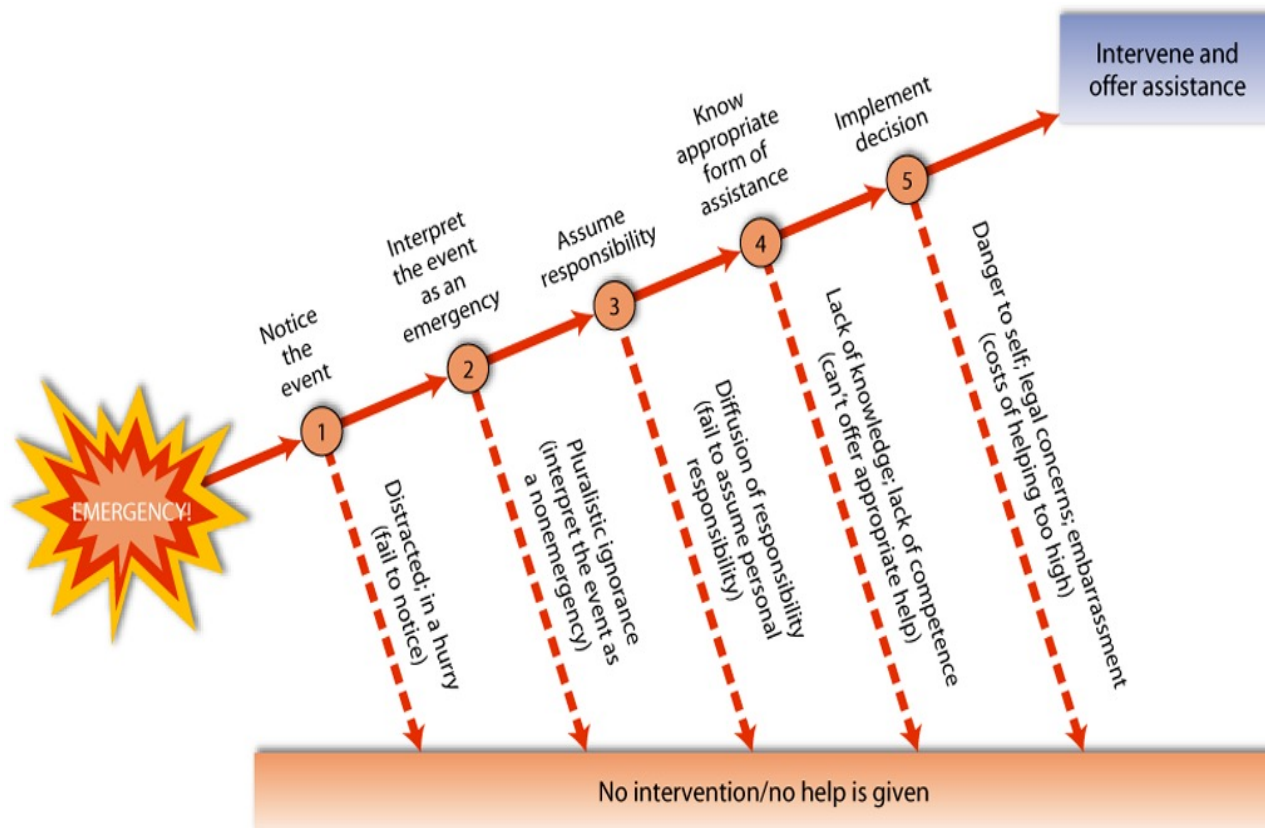 EMERGENCY!
Notice
the
event
1
Distracted; in a hurry
(fail to notice)
Interpret
the event
as an
emergency
2
Pluralistic ignorance
(interpret the event as
a nonemergency)
Assume
responsibility
3
Diffusion of responsibility
(fail to assume personal
responsibility)
Know
appropriate
form of
assistance
4
Lack of knowledge; lack of competence
(can't offer appropriate help)
Implement
decision
5
Danger to self; legal concerns; embarrassment
(costs of helping too high)
Intervene and
offer assistance
No intervention/no help is given